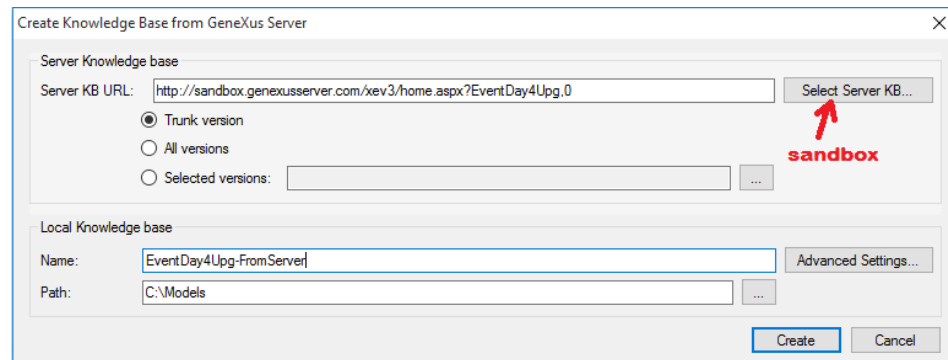 Create Knowledge Base from GeneXus Server
Server Knowledge base
Server KB URL: http://sandbox.genexusserver.com/xev3/home.aspx?EventDay4Upg,0 Select Server KB...
Trunk version
All versions
sandbox
Selected versions: ...
Local Knowledge base
Name: EventDay4Upg-FromServer Advanced Settings...
Path: C:\Models ...
Create Cancel